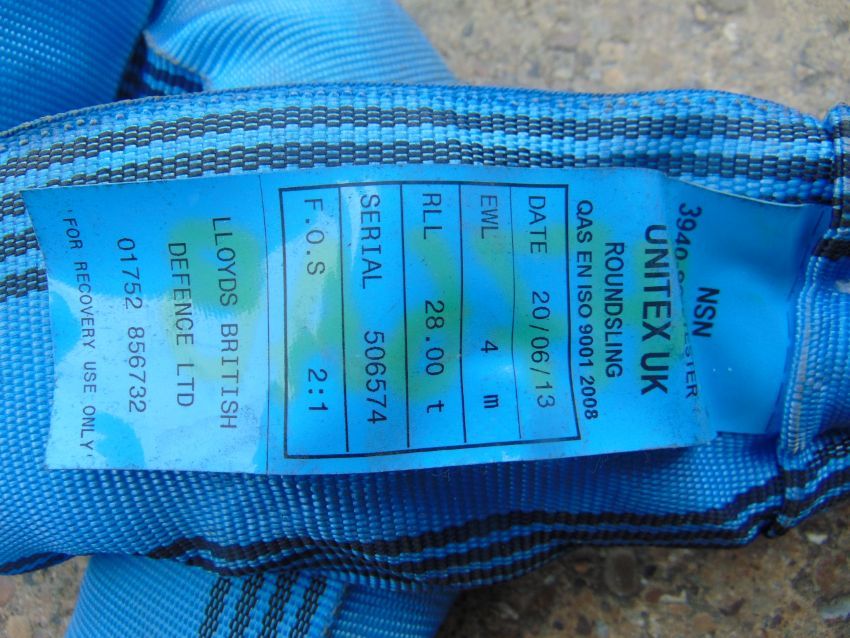 NSN
3940
UNITEX UK
ROUNDSLING
QAS EN ISO 9001 2008
DATE 20/06/13
EWL 4 m
RLL 28.00 t
SERIAL 506574
F.O.S 2:1
LLOYDS BRITISH
DEFENCE LTD
01752 856732
'FOR RECOVERY USE ONLY'